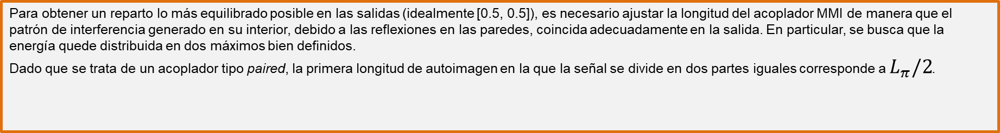 Para obtener un reparto lo más equilibrado posible en las salidas (idealmente [0.5, 0.5]), es necesario ajustar la longitud del acoplador MMI de manera que el
patrón de interferencia generado en su interior, debido a las reflexiones en las paredes, coincida adecuadamente en la salida. En particular, se busca que la
energía quede distribuida en dos máximos bien definidos.
Dado que se trata de un acoplador tipo paired, la primera longitud de autoimagen en la que la señal se divide en dos partes iguales corresponde a L_π/2.